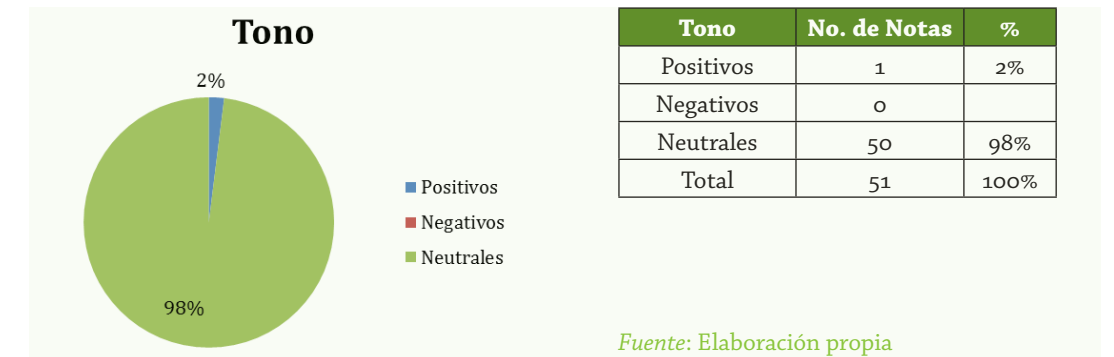 Tono
2%
98%
Positivos
Negativos
Neutrales
Tono No. de Notas %
Positivos 1 2%
Negativos 0
Neutrales 50 98%
Total 51 100%
Fuente: Elaboración propia